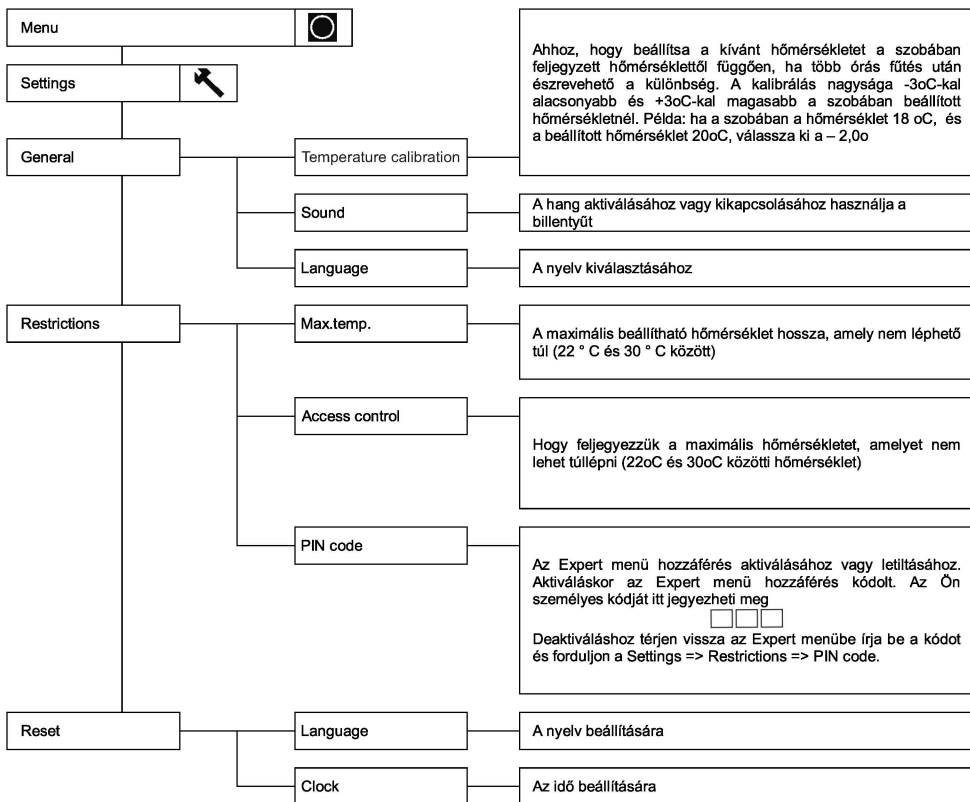 Menu
Settings
General
Temperature calibration
Ahhoz, hogy beállítsa a kívánt hőmérsékletet a szobában
feljegyzett hőmérséklettől függően, ha több órás fűtés után
észrevehető a különbség. A kalibrálás nagysága -3oC-kal
alacsonyabb és +3oC-kal magasabb a szobában beállított
hőmérsékletnél. Példa: ha a szobában a hőmérséklet 18 oC, és
a beállított hőmérséklet 20oC, válassza ki a – 2,0o
Sound
A hang aktiválásához vagy kikapcsolásához használja a
billentyűt
Language
A nyelv kiválasztásához
Restrictions
Max.temp.
A maximális beállítható hőmérséklet hossza, amely nem léphető
túl (22 ° C és 30 ° C között)
Access control
Hogy feljegyezzük a maximális hőmérsékletet, amelyet nem
lehet túllépni (22oC és 30oC közötti hőmérséklet)
PIN code
Az Expert menü hozzáférés aktiválásához vagy letiltásához.
Aktiváláskor az Expert menü hozzáférés kódolt. Az Ön
személyes kódját itt jegyezheti meg
Deaktiváláshoz térjen vissza az Expert menübe írja be a kódot
és forduljon a Settings => Restrictions => PIN code.
Reset
Language
A nyelv beállítására
Clock
Az idő beállítására